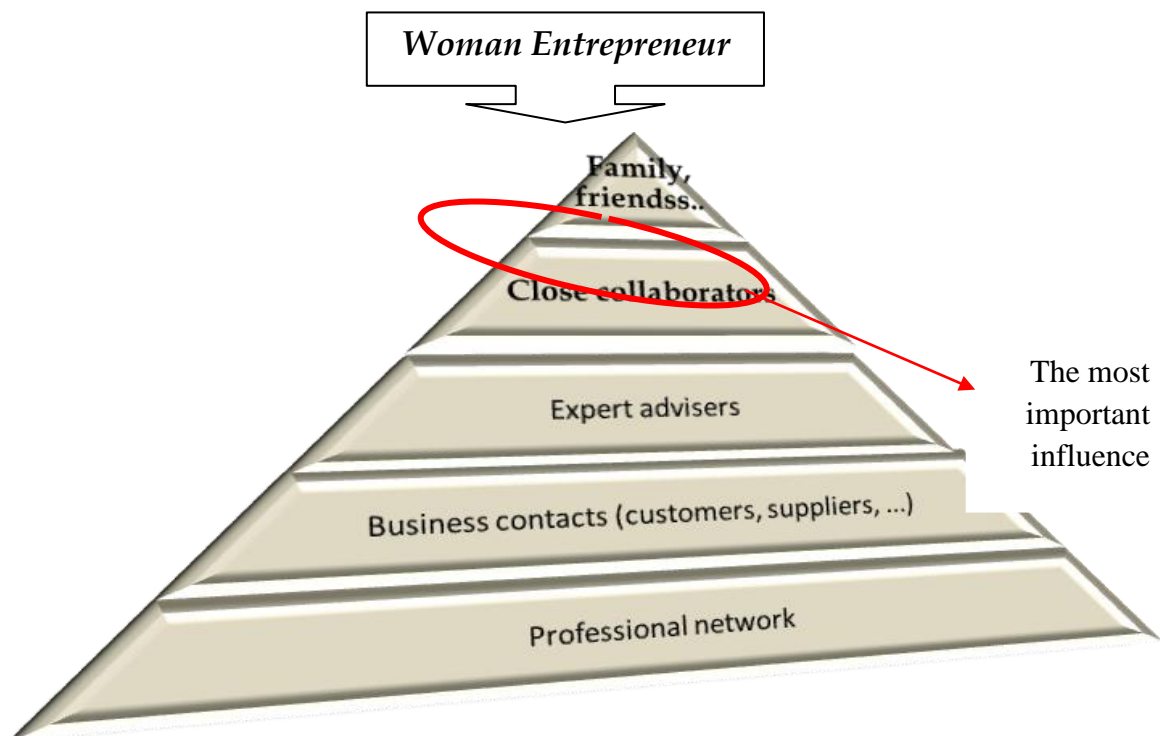 Woman Entrepreneur
Family,
friendss..
Close collaborators
Expert advisers
The most
important
influence
Business contacts (customers, suppliers, ...)
Professional network